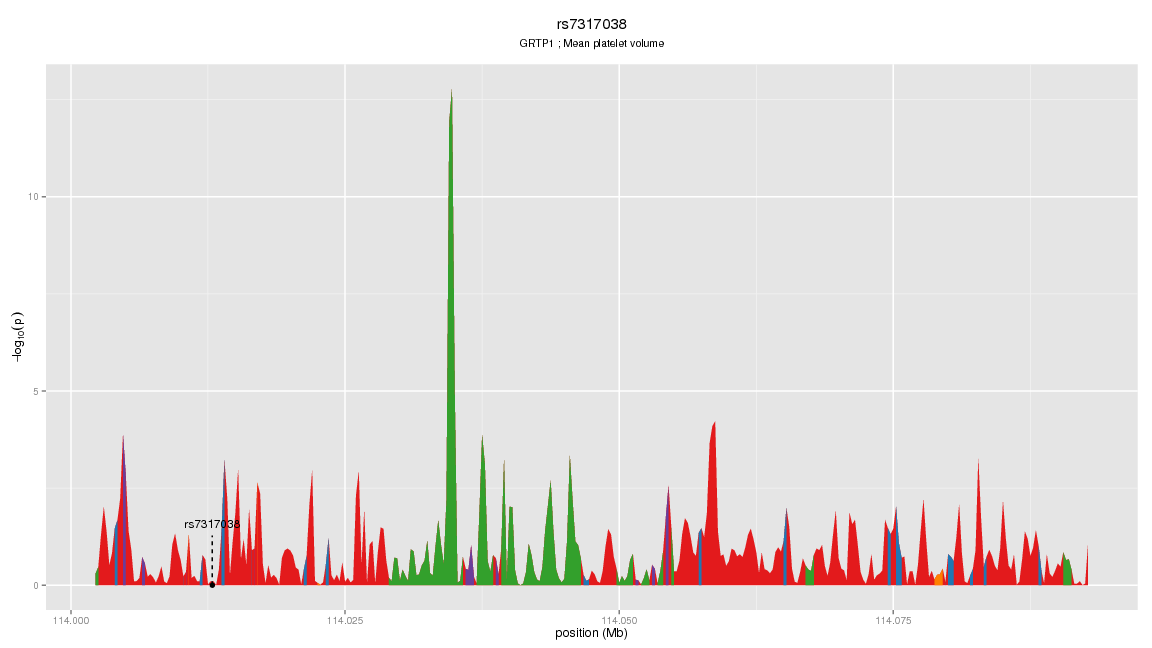 rs7317038
GRTP1 ; Mean platelet volume
−log10(p)
10
5
0
rs7317038
114.000
114.025
114.050
114.075
position (Mb)